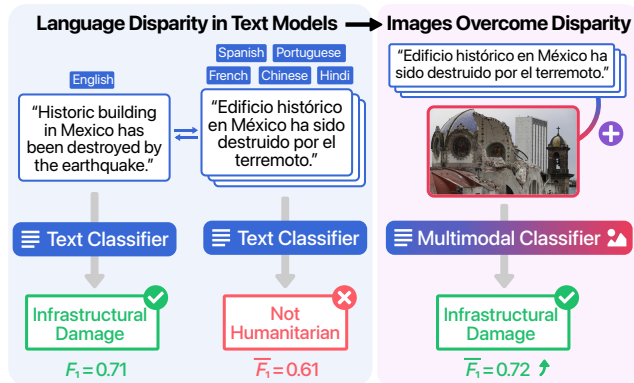 Language Disparity in Text Models
Images Overcome Disparity
English
Spanish Portuguese
French Chinese Hindi
“Historic building
in Mexico has
been destroyed by
the earthquake.”
“Edificio histórico
en México ha sido
destruido por el
terremoto.”
“Edificio histórico en México ha
sido destruido por el terremoto.”
Text Classifier
Text Classifier
Multimodal Classifier
Infrastructural
Damage
Not
Humanitarian
Infrastructural
Damage
F₁ = 0.71
F̅₁ = 0.61
F̅₁ = 0.72